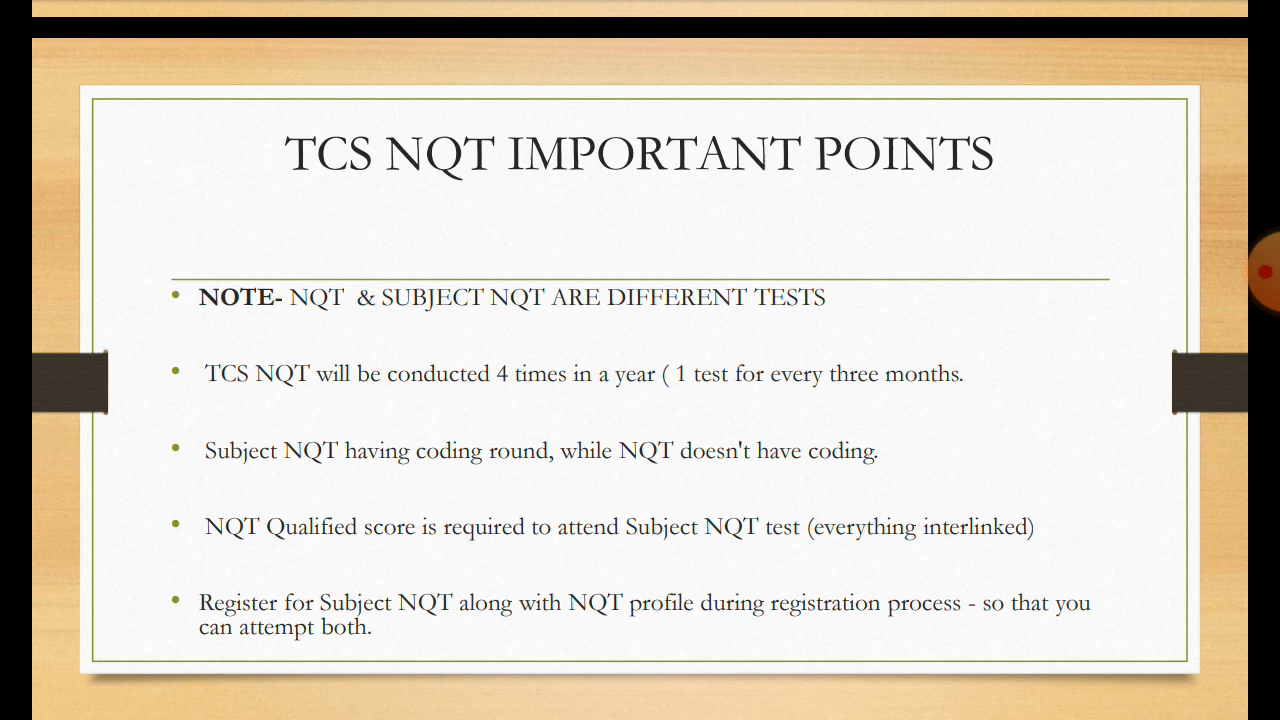 TCS NQT IMPORTANT POINTS
• NOTE- NQT & SUBJECT NQT ARE DIFFERENT TESTS
• TCS NQT will be conducted 4 times in a year ( 1 test for every three months.
• Subject NQT having coding round, while NQT doesn't have coding.
• NQT Qualified score is required to attend Subject NQT test (everything interlinked)
• Register for Subject NQT along with NQT profile during registration process - so that you
can attempt both.